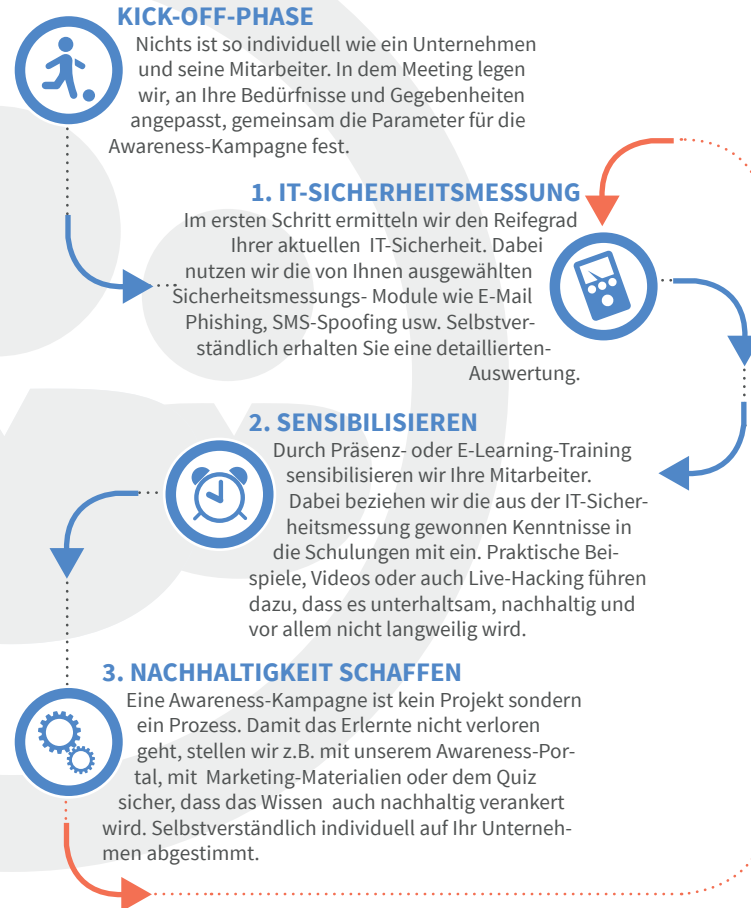 KICK-OFF-PHASE
Nichts ist so individuell wie ein Unternehmen
und seine Mitarbeiter. In dem Meeting legen
wir, an Ihre Bedürfnisse und Gegebenheiten
angepasst, gemeinsam die Parameter für die
Awareness-Kampagne fest.
1. IT-SICHERHEITSMESSUNG
Im ersten Schritt ermitteln wir den Reifegrad
Ihrer aktuellen IT-Sicherheit. Dabei
nutzen wir die von Ihnen ausgewählten
Sicherheitsmessungs- Module wie E-Mail
Phishing, SMS-Spoofing usw. Selbstver-
ständlich erhalten Sie eine detaillierten-
Auswertung.
2. SENSIBILISIEREN
Durch Präsenz- oder E-Learning-Training
sensibilisieren wir Ihre Mitarbeiter.
Dabei beziehen wir die aus der IT-Sicher-
heitsmessung gewonnen Kenntnisse in
die Schulungen mit ein. Praktische Bei-
spiele, Videos oder auch Live-Hacking führen
dazu, dass es unterhaltsam, nachhaltig und
vor allem nicht langweilig wird.
3. NACHHALTIGKEIT SCHAFFEN
Eine Awareness-Kampagne ist kein Projekt sondern
ein Prozess. Damit das Erlernte nicht verloren
geht, stellen wir z.B. mit unserem Awareness-Por-
tal, mit Marketing-Materialien oder dem Quiz
sicher, dass das Wissen auch nachhaltig verankert
wird. Selbstverständlich individuell auf Ihr Unterneh-
men abgestimmt.